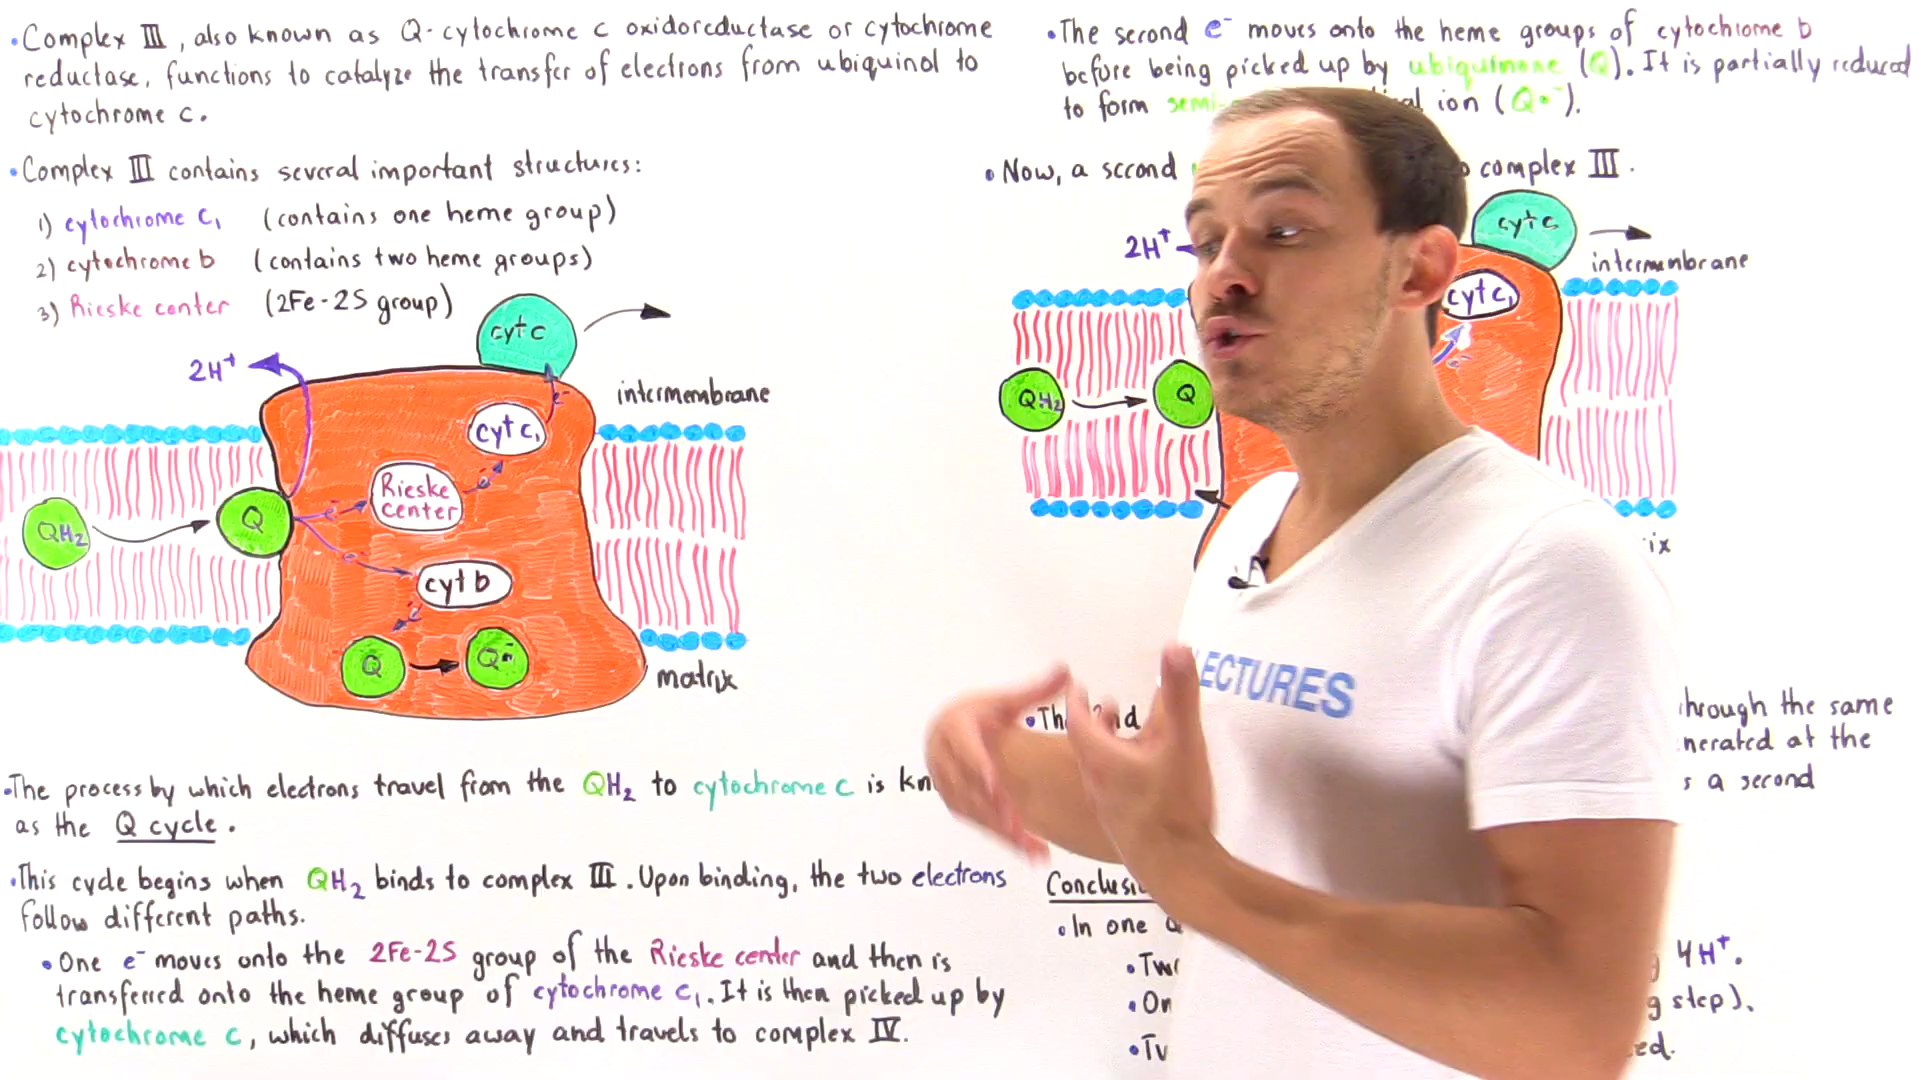 •Complex III, also known as Q-cytochrome c oxidoreductase or cytochrome
reductase, functions to catalyze the transfer of electrons from ubiquinol to
cytochrome c.
•Complex III contains several important structures:
1) cytochrome c₁ (contains one heme group)
2) cytochrome b (contains two heme groups)
3) Rieske center (2Fe-2S group)
cyt c
2H⁺
intermembrane
cyt c₁
e⁻
Rieske
center
e⁻
e⁻
QH₂
Q
e⁻
cyt b
e⁻
Q
Q•⁻
matrix
•The process by which electrons travel from the QH₂ to cytochrome c is
as the Q cycle.
•This cycle begins when QH₂ binds to complex III. Upon binding, the two electrons
follow different paths.
•One e⁻ moves onto the 2Fe-2S group of the Rieske center and then is
transferred onto the heme group of cytochrome c₁. It is then picked up by
cytochrome c, which diffuses away and travels to complex IV.
•The second e⁻ moves onto the heme groups of cytochrome b
before being picked up by ubiquinone (Q). It is partially reduced
to form semi- ion (Q•⁻).
•Now, a second complex III.
cyt c
2H⁺
intermembrane
cyt c₁
e⁻
QH₂
Q
•Th 2nd through the same
at the
a second
In one Q
4H⁺.
step).